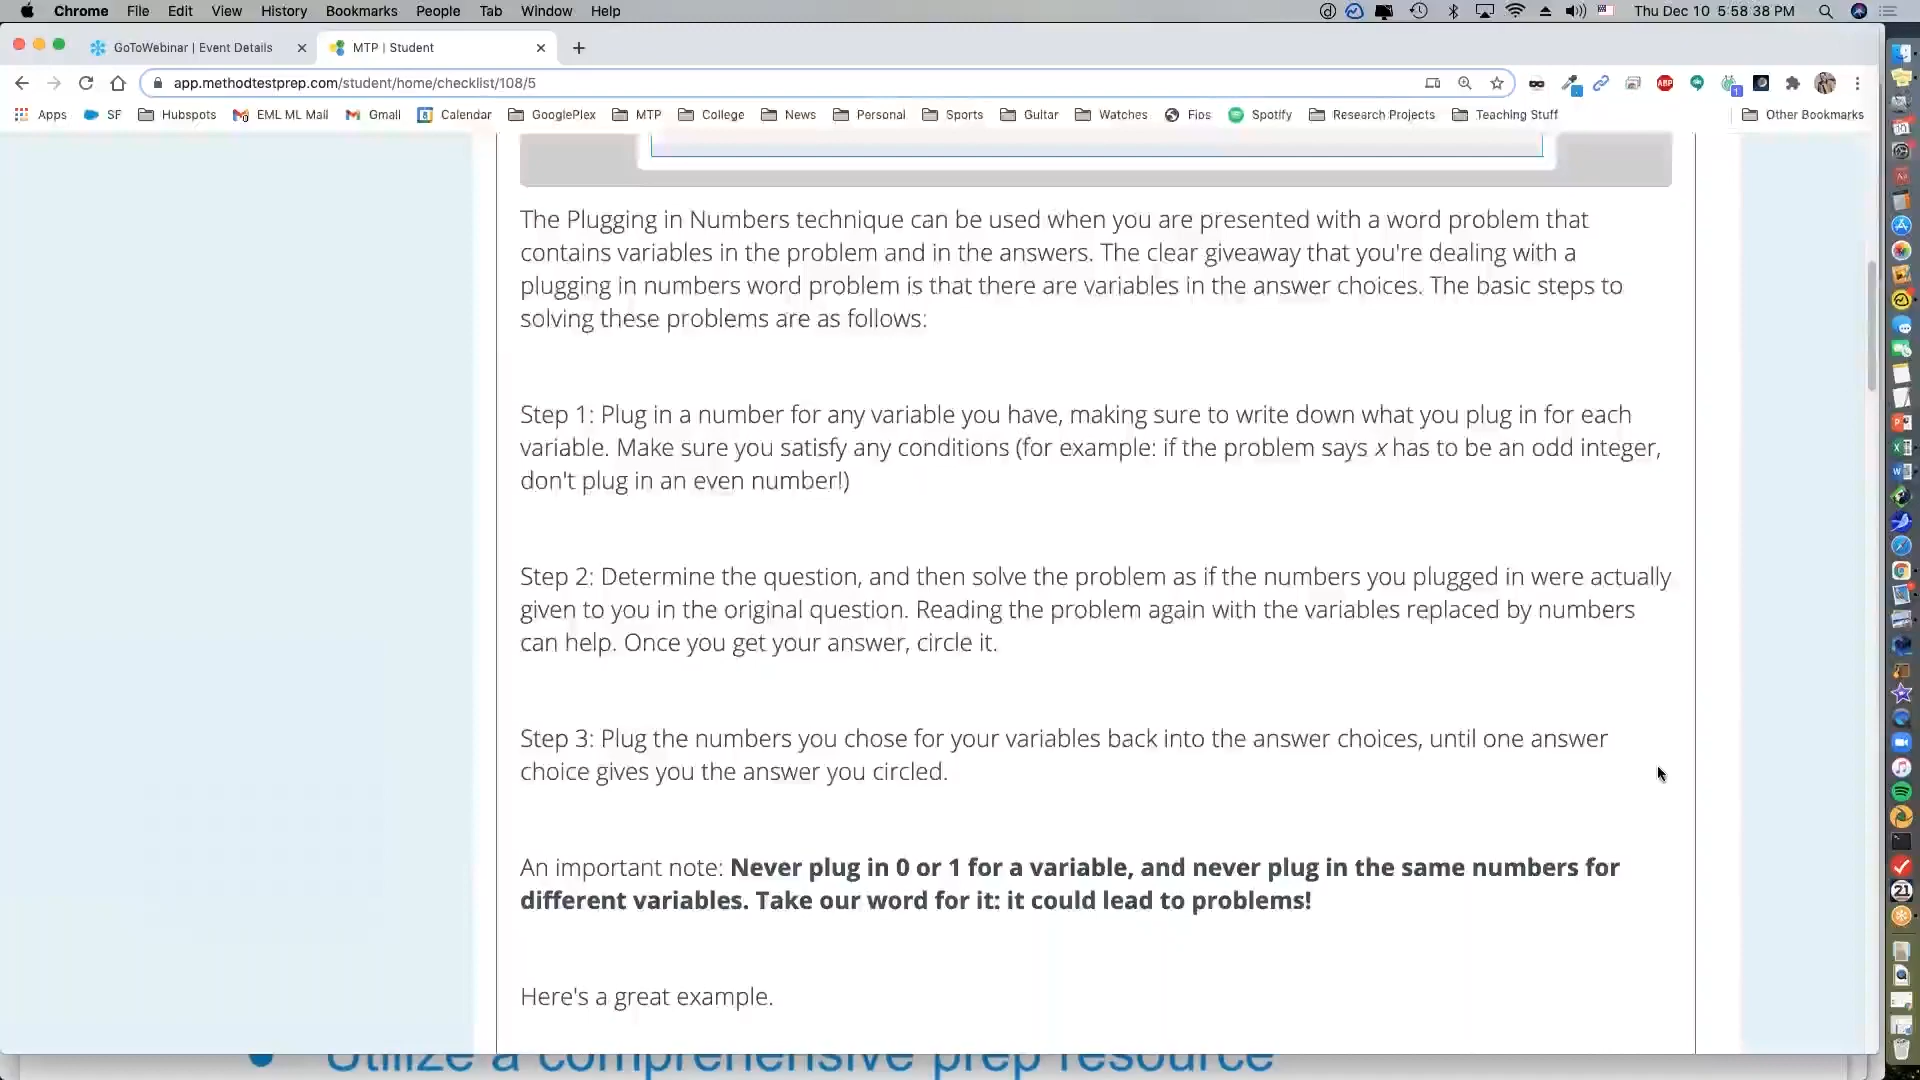 Chrome File Edit View History Bookmarks People Tab Window Help
Thu Dec 10 5:58:38 PM
GoToWebinar | Event Details
MTP | Student
app.methodtestprep.com/student/home/checklist/108/5
Apps SF Hubspots EML ML Mail Gmail Calendar GooglePlex MTP College News Personal Sports Guitar Watches Fios Spotify Research Projects Teaching Stuff Other Bookmarks
The Plugging in Numbers technique can be used when you are presented with a word problem that
contains variables in the problem and in the answers. The clear giveaway that you're dealing with a
plugging in numbers word problem is that there are variables in the answer choices. The basic steps to
solving these problems are as follows:
Step 1: Plug in a number for any variable you have, making sure to write down what you plug in for each
variable. Make sure you satisfy any conditions (for example: if the problem says x has to be an odd integer,
don't plug in an even number!)
Step 2: Determine the question, and then solve the problem as if the numbers you plugged in were actually
given to you in the original question. Reading the problem again with the variables replaced by numbers
can help. Once you get your answer, circle it.
Step 3: Plug the numbers you chose for your variables back into the answer choices, until one answer
choice gives you the answer you circled.
An important note: Never plug in 0 or 1 for a variable, and never plug in the same numbers for
different variables. Take our word for it: it could lead to problems!
Here's a great example.
Utilize a comprehensive prep resource